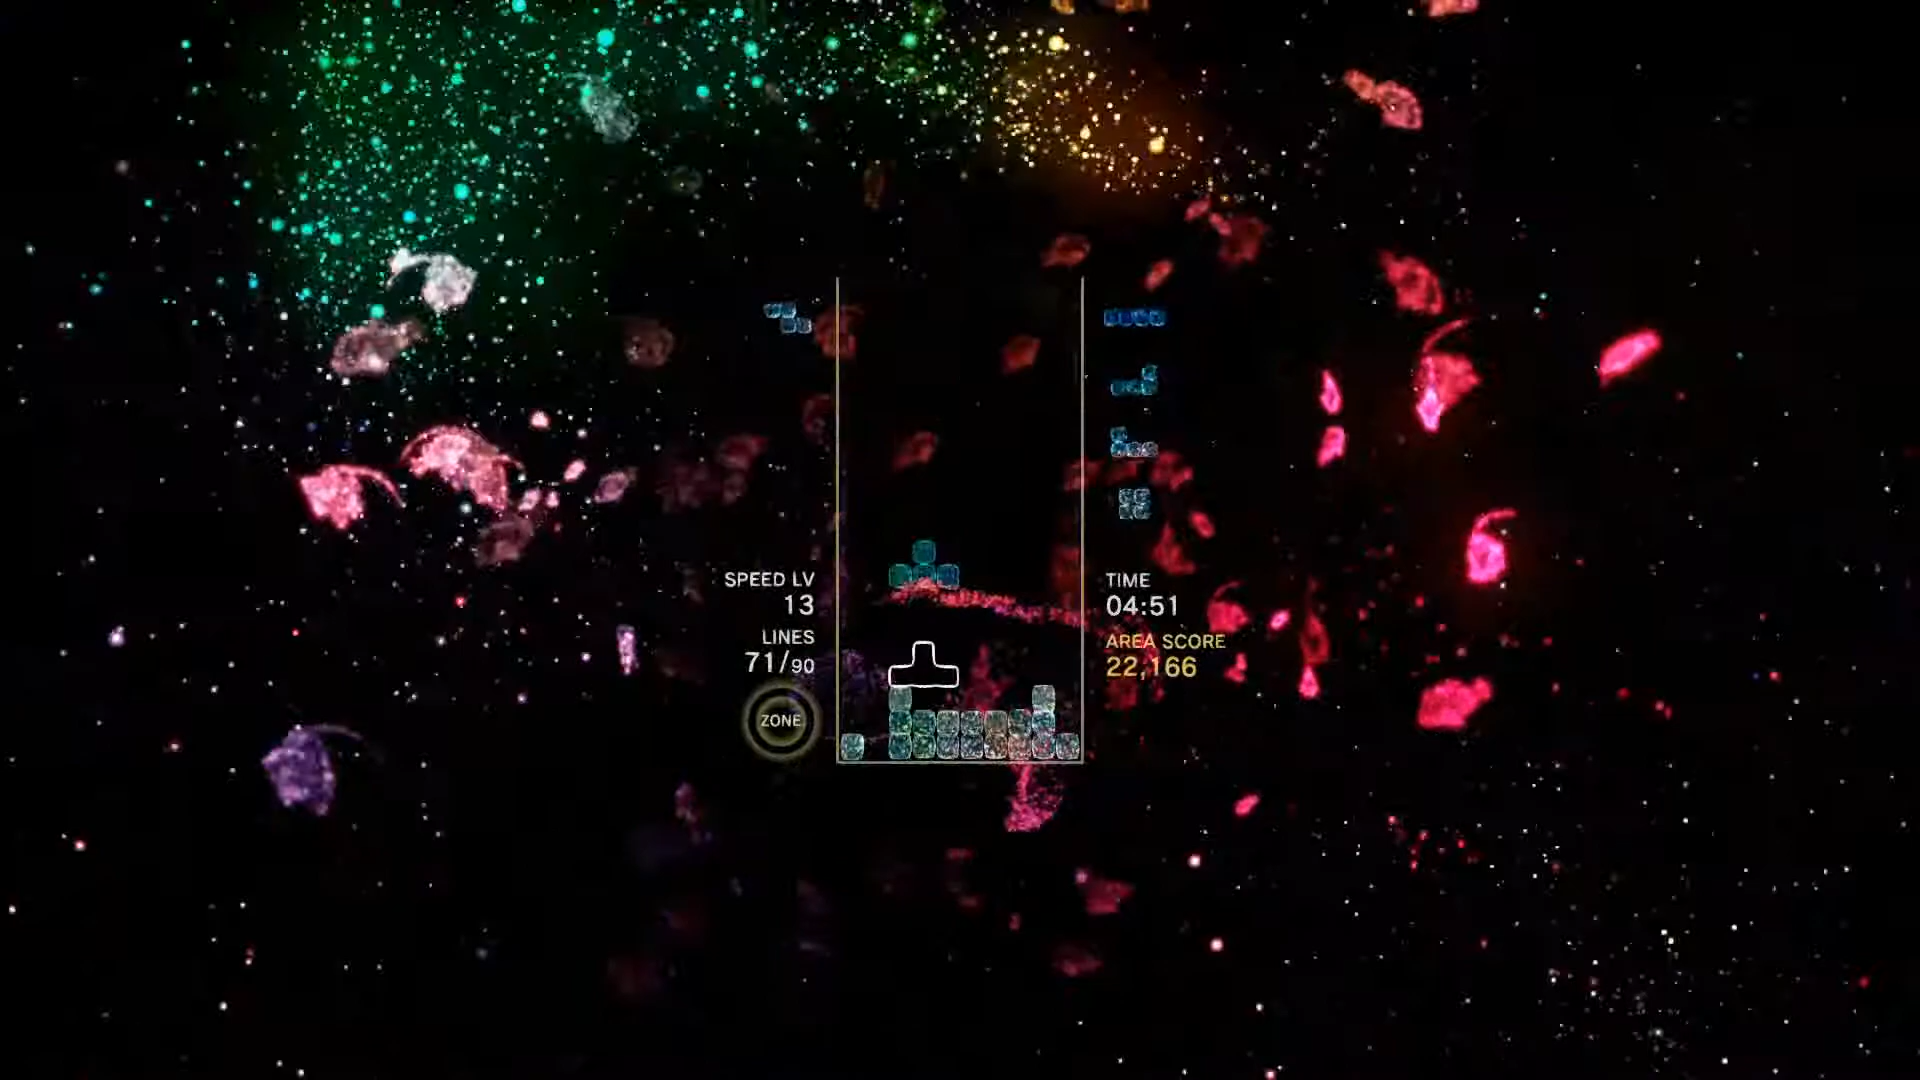 SPEED LV
13
LINES
71/90
ZONE
TIME
04:51
AREA SCORE
22,166